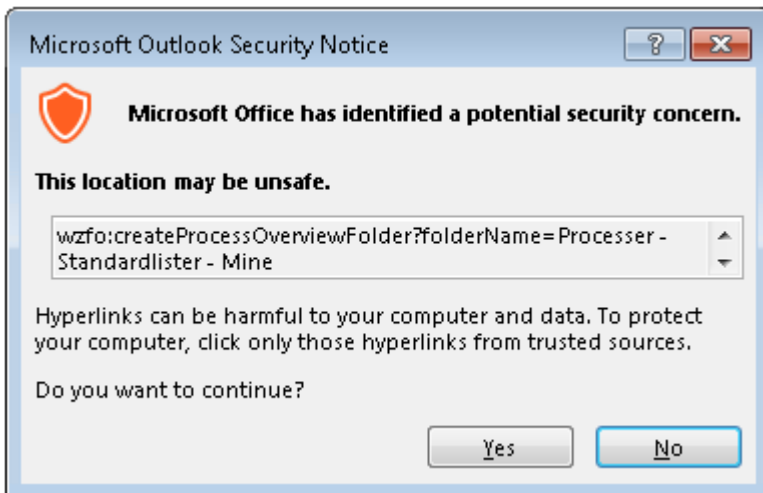 Microsoft Outlook Security Notice
Microsoft Office has identified a potential security concern.
This location may be unsafe.
wzfo:createProcessOverviewFolder?folderName=Processer -
Standardlister - Mine
Hyperlinks can be harmful to your computer and data. To protect
your computer, click only those hyperlinks from trusted sources.
Do you want to continue?
Yes No